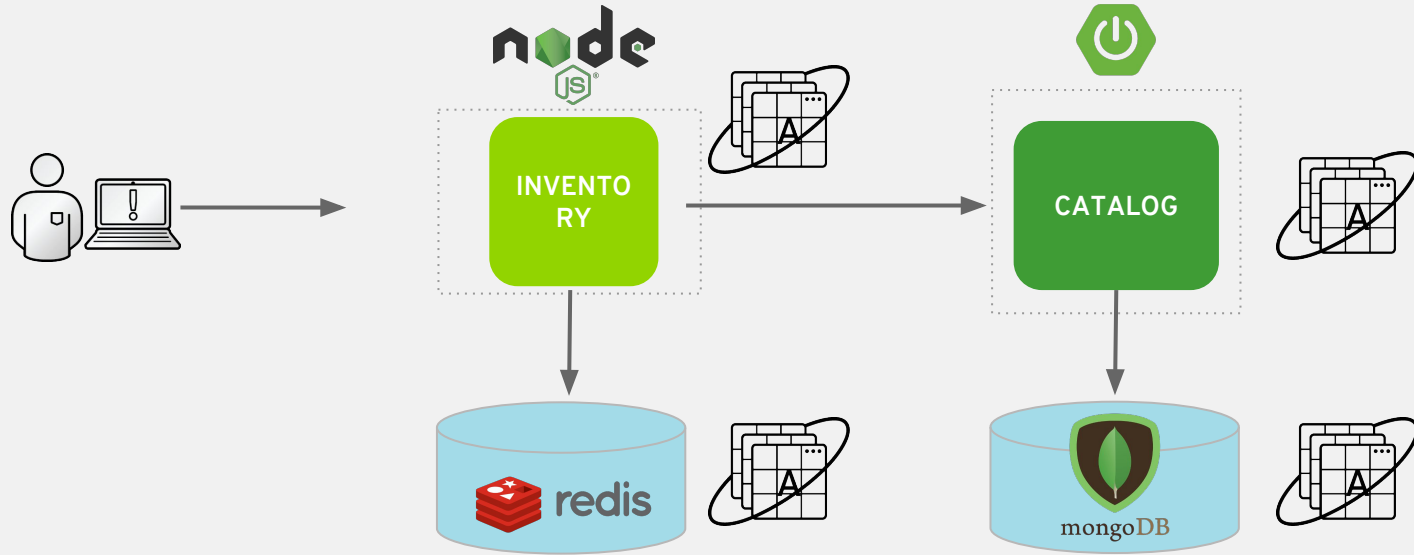 node
JS®
A
INVENTO
RY
CATALOG
!
A
A
A
redis
mongoDB